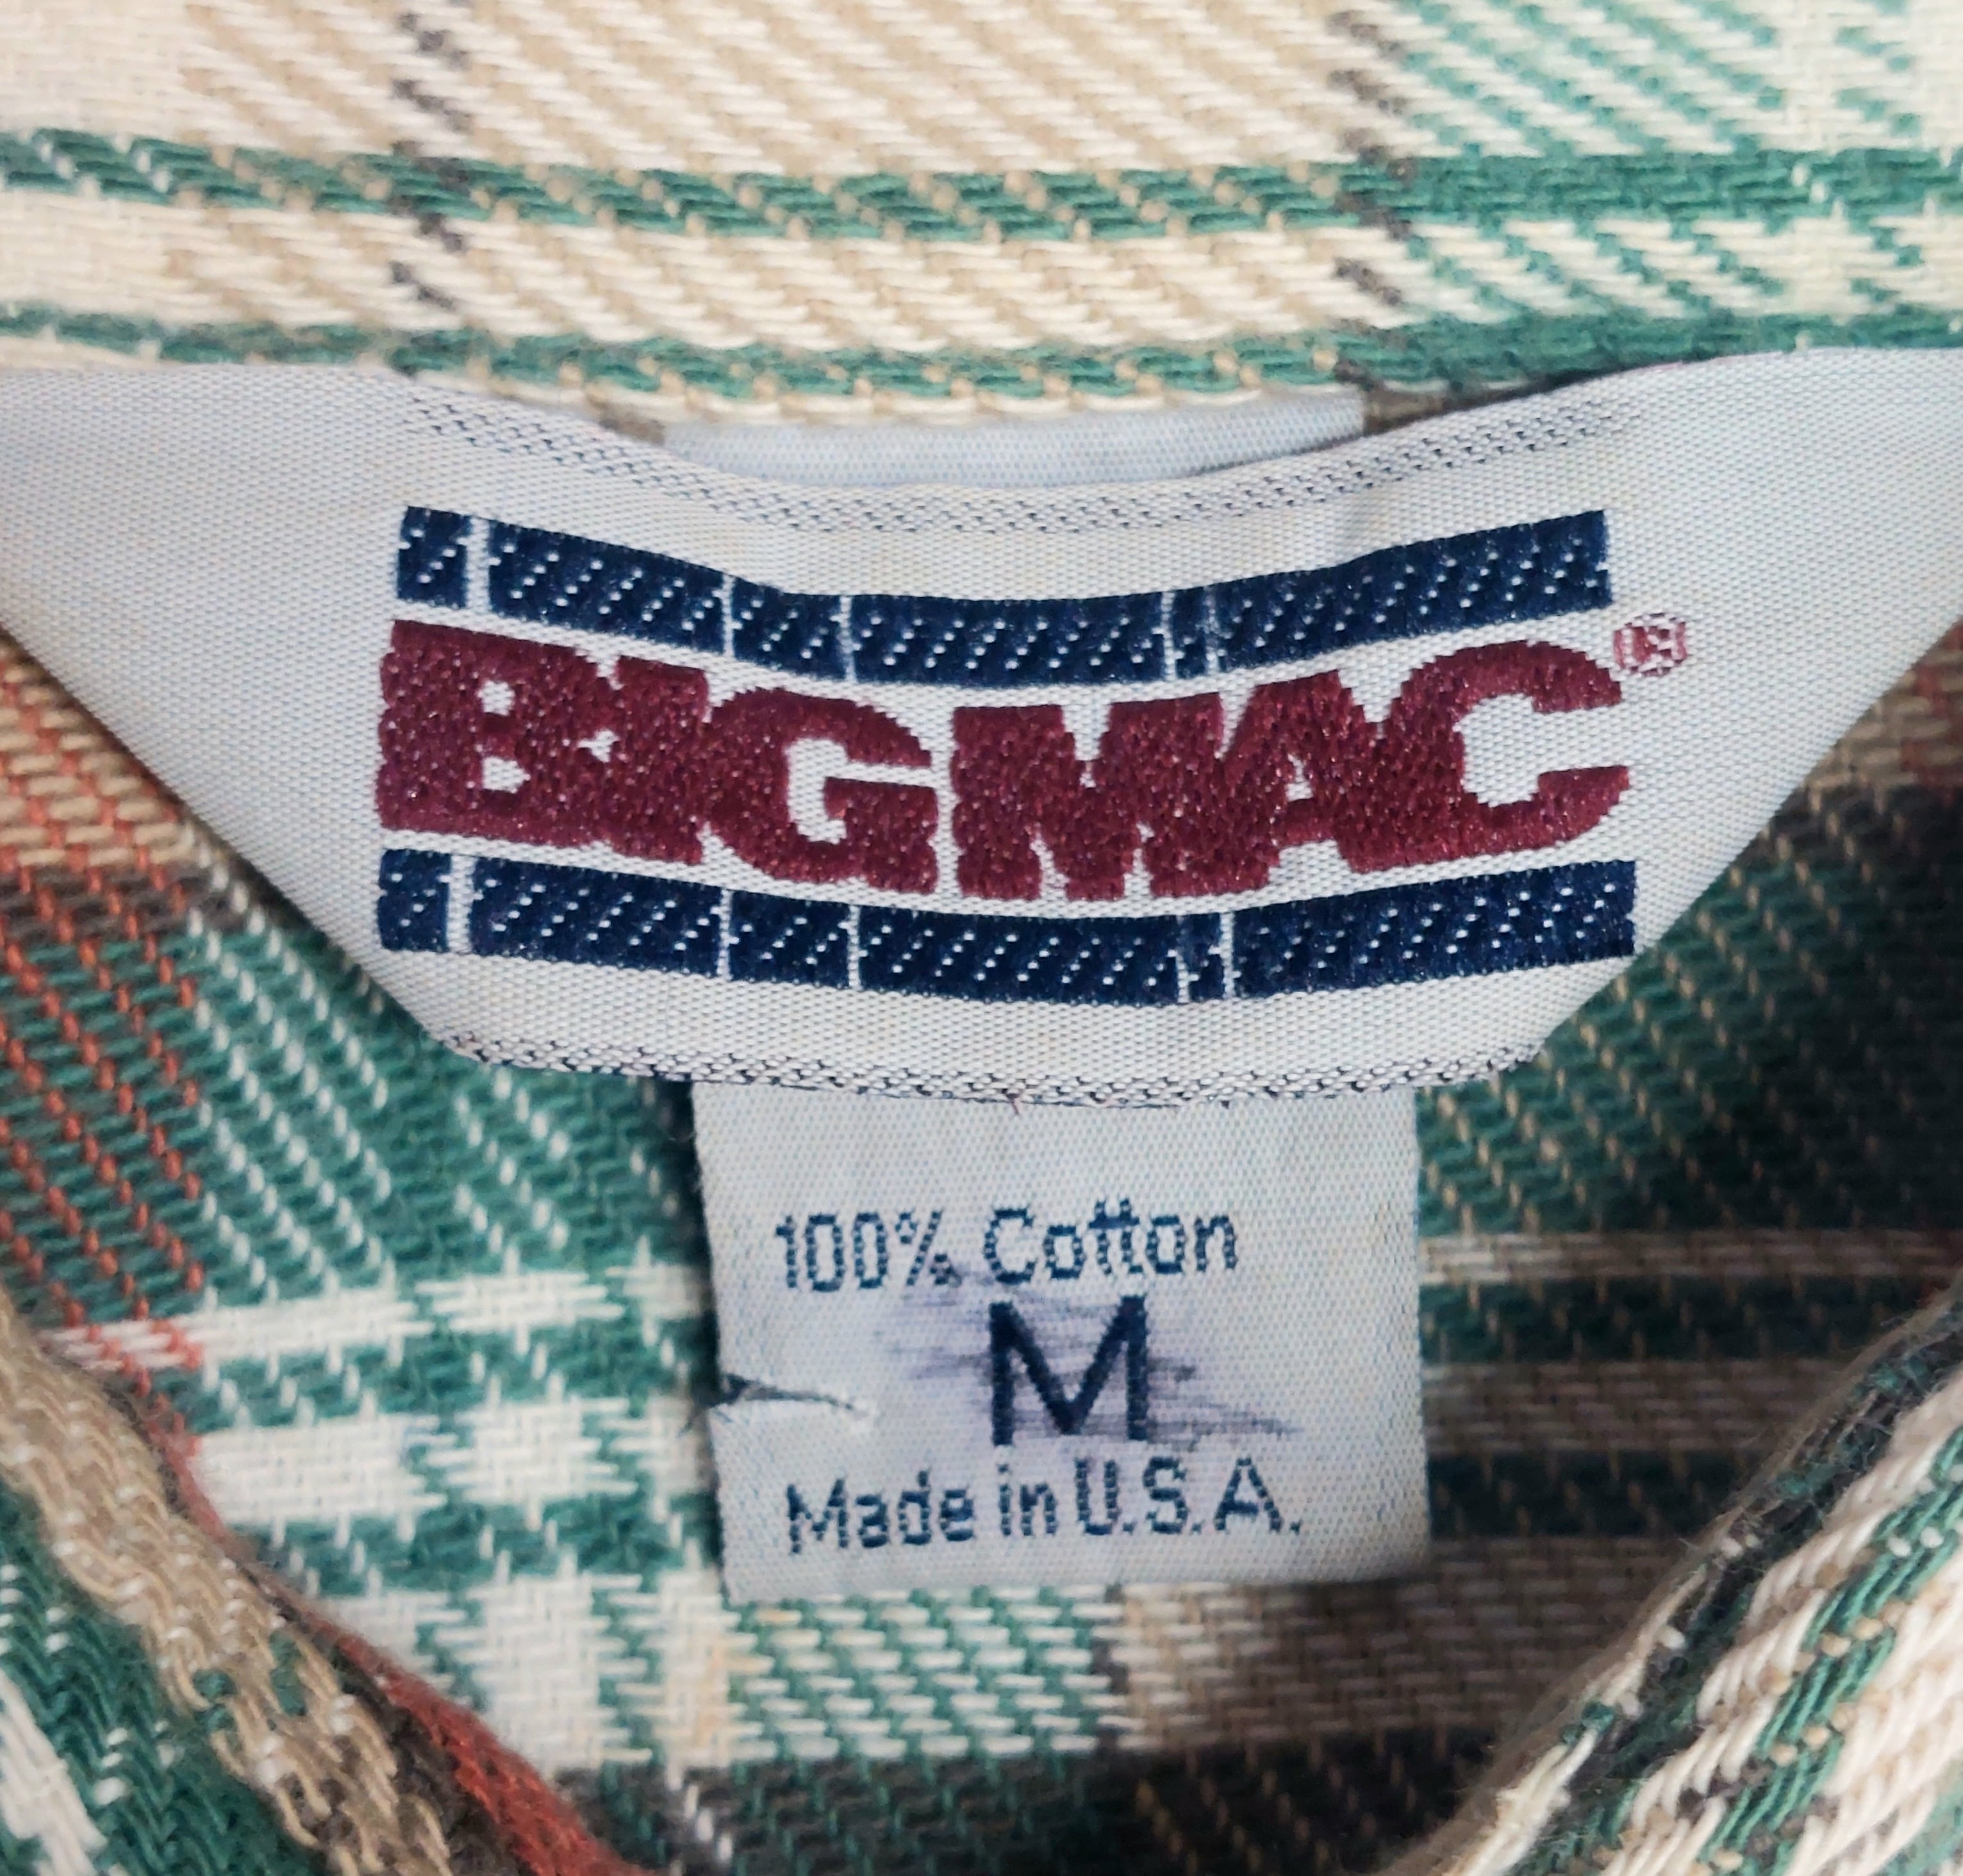 BIGMAC®
100% Cotton
M
Made in U.S.A.